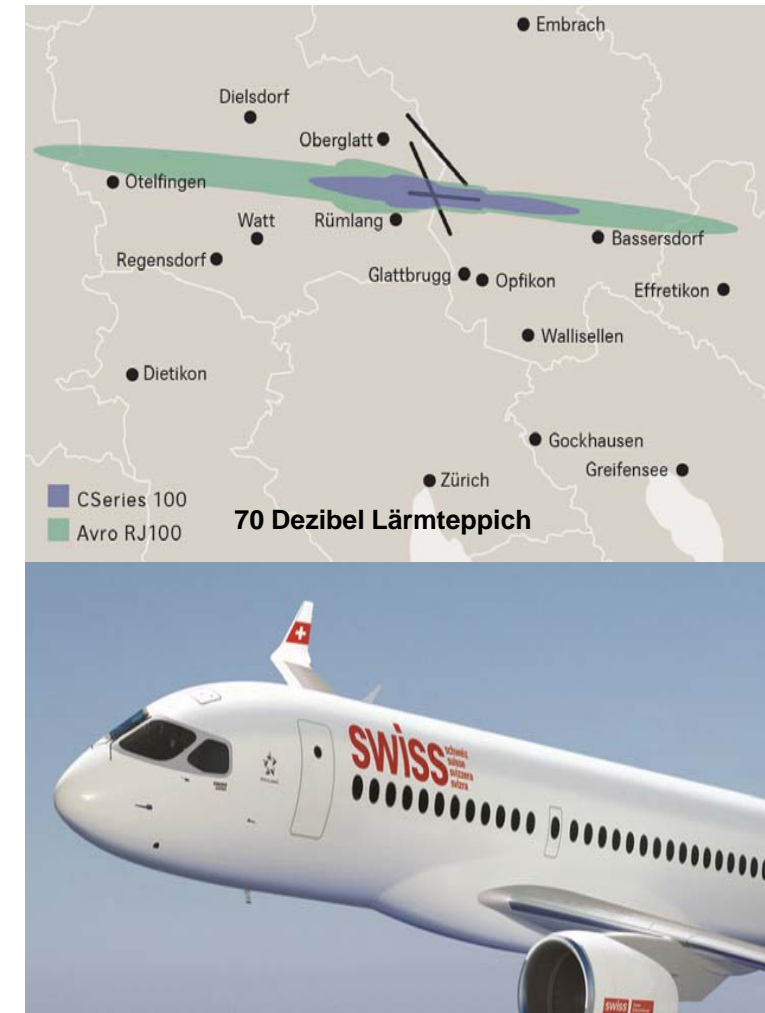 Embrach
Dielsdorf
Oberglatt
Otelfingen
Watt
Rümlang
Bassersdorf
Regensdorf
Glattbrugg
Opfikon
Effretikon
Wallisellen
Dietikon
Gockhausen
Greifensee
Zürich
CSeries 100
Avro RJ100
70 Dezibel Lärmteppich
swiss
schweiz
suisse
svizzera
svizra
swiss